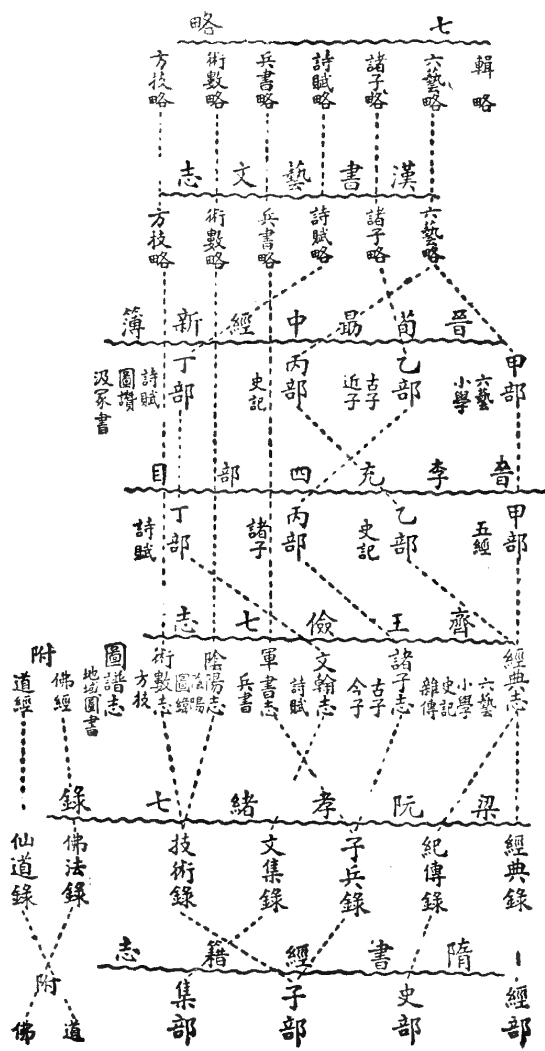 七略
輯略
六藝略
諸子略
詩賦略
兵書略
術數略
方技略
漢書藝文志
六藝略
諸子略
詩賦略
兵書略
術數略
方技略
晉荀勗中經新簿
甲部
六藝
小學
乙部
古子
近子
丙部
史記
丁部
詩賦
圖讚
汲冢書
晉李充四部目
甲部
五經
乙部
史記
丙部
諸子
丁部
詩賦
齊王儉七志
經典志
六藝
小學
史記
雜傳
諸子志
古子
今子
文翰志
詩賦
軍書志
兵書
陰陽志
陰陽
圖緯
術數志
方技
圖譜志
地域圖書
附
佛經
道經
梁阮孝緒七錄
經典錄
紀傳錄
子兵錄
文集錄
技術錄
佛法錄
仙道錄
隋書經籍志
經部
史部
子部
集部
附
道
佛